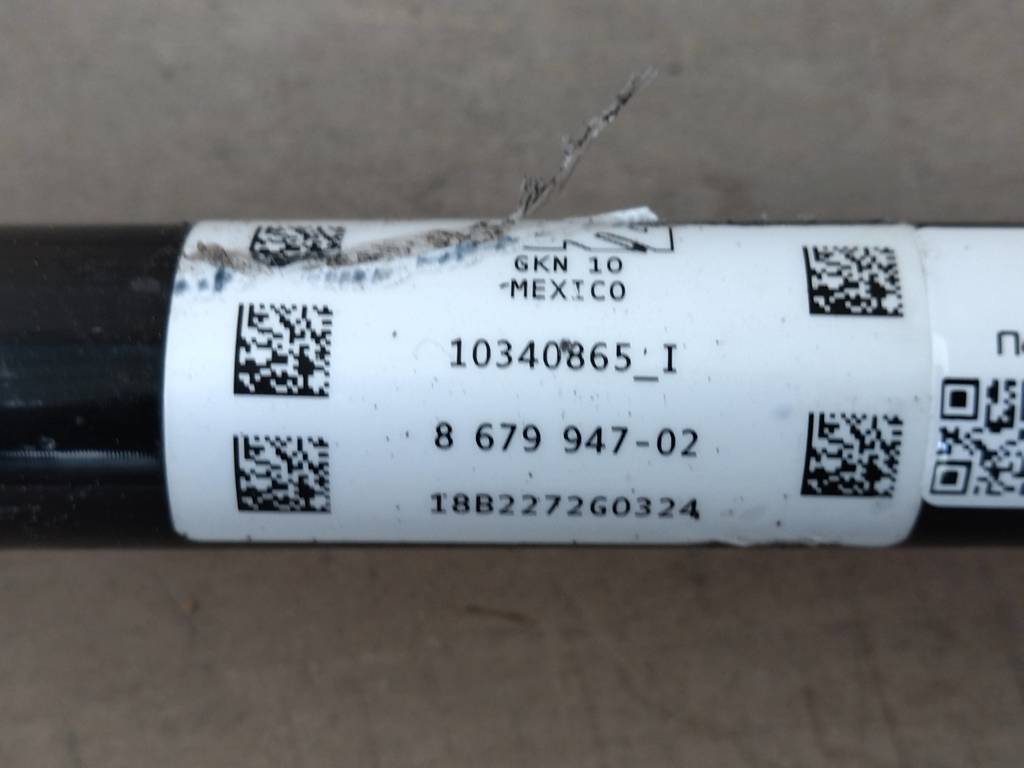 GKN 10
MEXICO
10340865_I
8 679 947-02
18B2272G0324